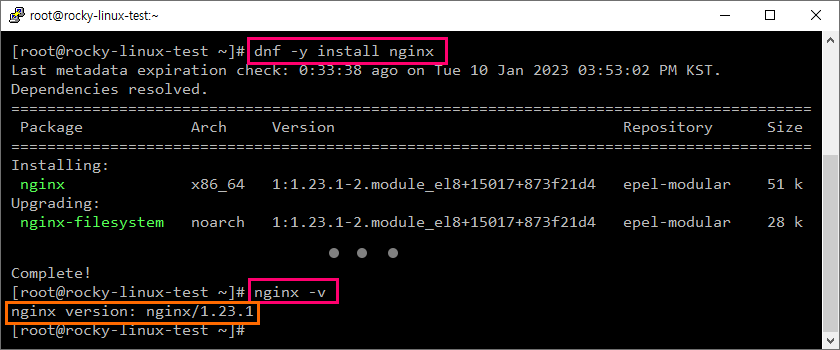 root@rocky-linux-test:~
[root@rocky-linux-test ~]# dnf -y install nginx
Last metadata expiration check: 0:33:38 ago on Tue 10 Jan 2023 03:53:02 PM KST.
Dependencies resolved.
================================================================================
Package Arch Version Repository Size
================================================================================
Installing:
nginx x86_64 1:1.23.1-2.module_el8+15017+873f21d4 epel-modular 51 k
Upgrading:
nginx-filesystem noarch 1:1.23.1-2.module_el8+15017+873f21d4 epel-modular 28 k
● ● ●
Complete!
[root@rocky-linux-test ~]# nginx -v
nginx version: nginx/1.23.1
[root@rocky-linux-test ~]#